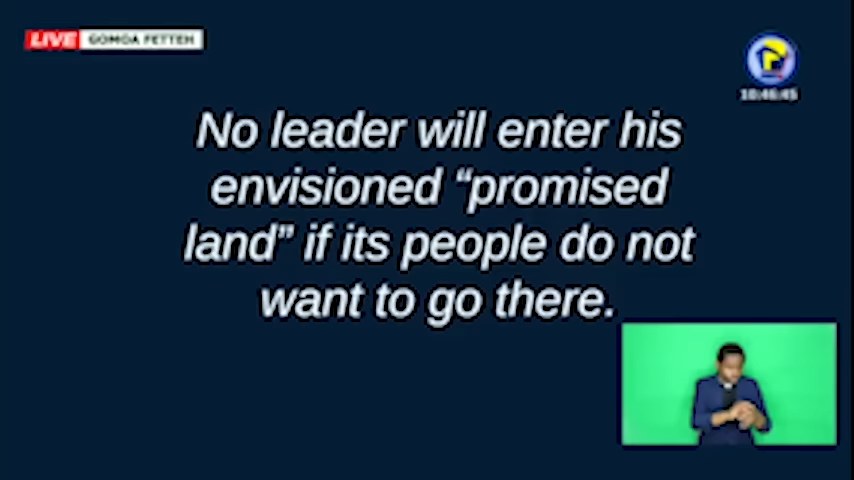 LIVE GOMOA FETTEH
10:46:45
No leader will enter his
envisioned “promised
land” if its people do not
want to go there.